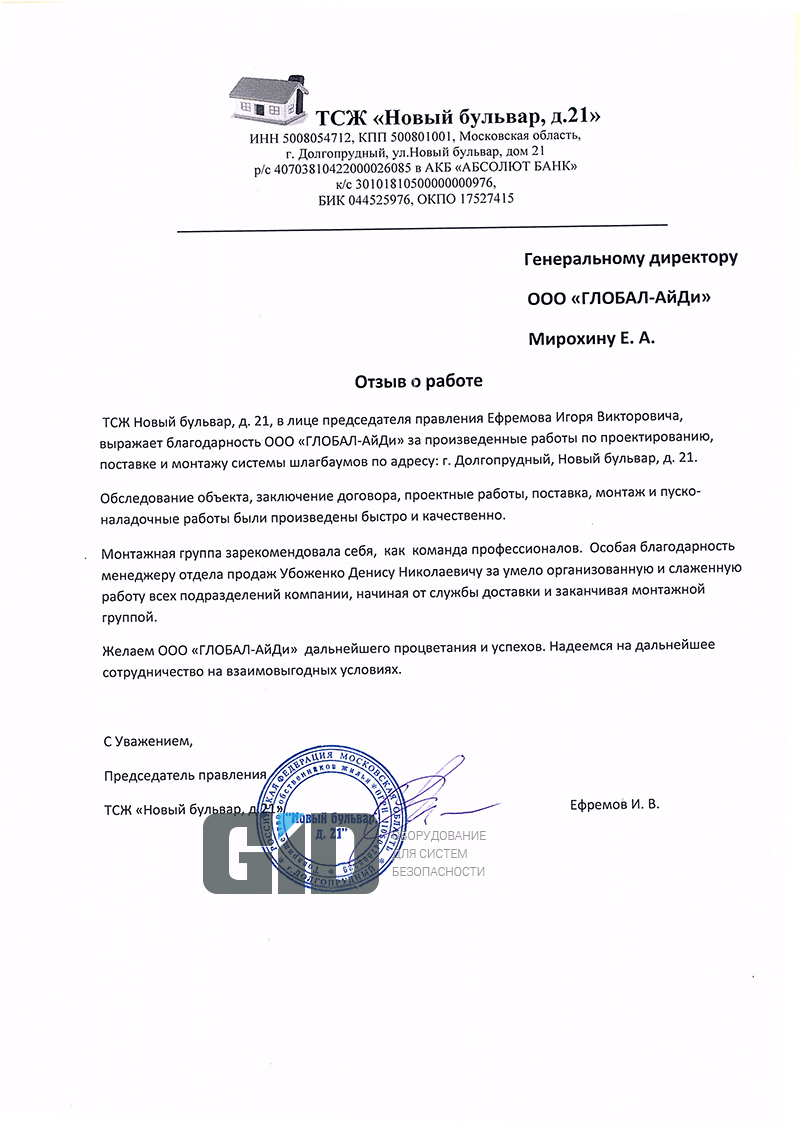 ТСЖ «Новый бульвар, д.21»
ИНН 5008054712, КПП 500801001, Московская область,
г. Долгопрудный, ул.Новый бульвар, дом 21
р/с 40703810422000026085 в АКБ «АБСОЛЮТ БАНК»
к/с 30101810500000000976,
БИК 044525976, ОКПО 17527415
Генеральному директору
ООО «ГЛОБАЛ-АйДи»
Мирохину Е. А.
Отзыв о работе
ТСЖ Новый бульвар, д. 21, в лице председателя правления Ефремова Игоря Викторовича,
выражает благодарность ООО «ГЛОБАЛ-АйДи» за произведенные работы по проектированию,
поставке и монтажу системы шлагбаумов по адресу: г. Долгопрудный, Новый бульвар, д. 21.
Обследование объекта, заключение договора, проектные работы, поставка, монтаж и пуско-
наладочные работы были произведены быстро и качественно.
Монтажная группа зарекомендовала себя, как команда профессионалов. Особая благодарность
менеджеру отдела продаж Убоженко Денису Николаевичу за умело организованную и слаженную
работу всех подразделений компании, начиная от службы доставки и заканчивая монтажной
группой.
Желаем ООО «ГЛОБАЛ-АйДи» дальнейшего процветания и успехов. Надеемся на дальнейшее
сотрудничество на взаимовыгодных условиях.
С Уважением,
Председатель правления
ТСЖ «Новый бульвар, д.21»
Ефремов И. В.
РОССИЙСКАЯ ФЕДЕРАЦИЯ МОСКОВСКАЯ ОБЛАСТЬ
г. ДОЛГОПРУДНЫЙ
Товарищество собственников жилья ОГРН
"Новый бульвар,
д. 21"
GID
ОБОРУДОВАНИЕ
ДЛЯ СИСТЕМ
БЕЗОПАСНОСТИ